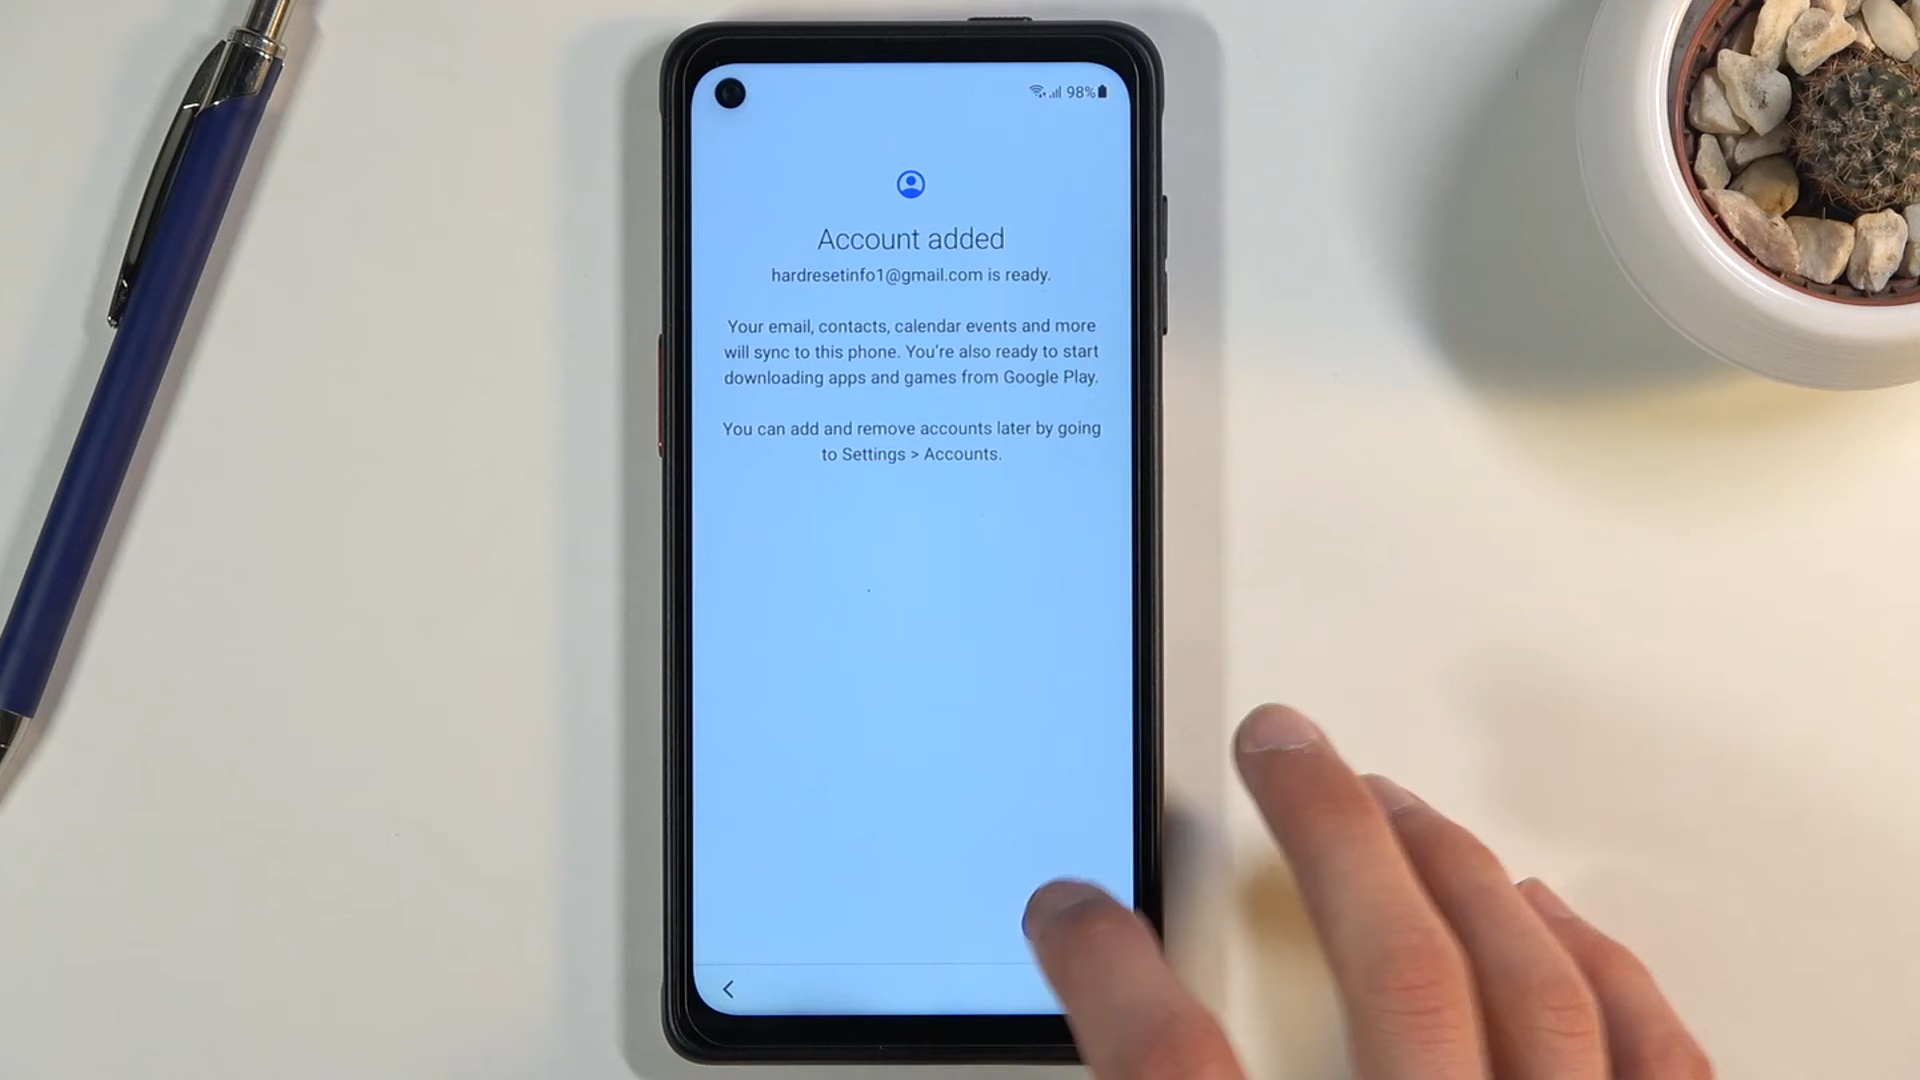 98%
Account added
hardresetinfo1@gmail.com is ready.
Your email, contacts, calendar events and more
will sync to this phone. You’re also ready to start
downloading apps and games from Google Play.
You can add and remove accounts later by going
to Settings > Accounts.